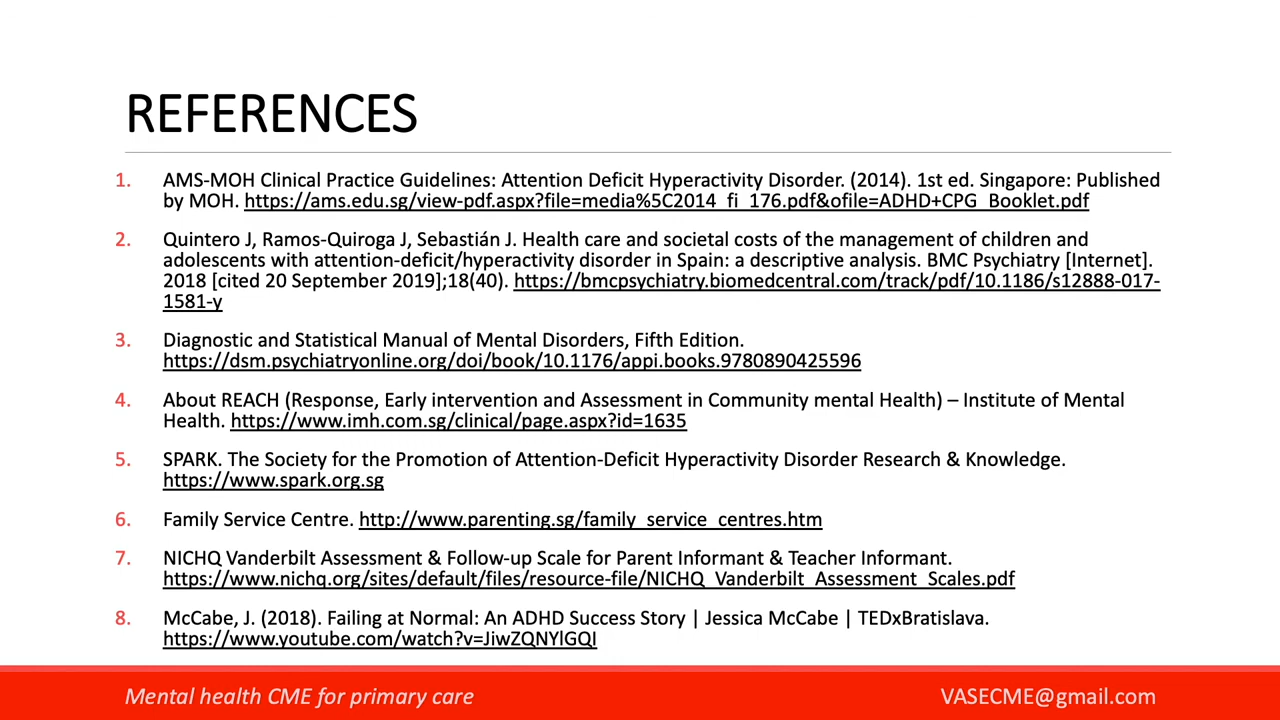 REFERENCES
1. AMS-MOH Clinical Practice Guidelines: Attention Deficit Hyperactivity Disorder. (2014). 1st ed. Singapore: Published
by MOH. https://ams.edu.sg/view-pdf.aspx?file=media%5C2014_fi_176.pdf&ofile=ADHD+CPG_Booklet.pdf
2. Quintero J, Ramos-Quiroga J, Sebastián J. Health care and societal costs of the management of children and
adolescents with attention-deficit/hyperactivity disorder in Spain: a descriptive analysis. BMC Psychiatry [Internet].
2018 [cited 20 September 2019];18(40). https://bmcpsychiatry.biomedcentral.com/track/pdf/10.1186/s12888-017-
1581-y
3. Diagnostic and Statistical Manual of Mental Disorders, Fifth Edition.
https://dsm.psychiatryonline.org/doi/book/10.1176/appi.books.9780890425596
4. About REACH (Response, Early intervention and Assessment in Community mental Health) – Institute of Mental
Health. https://www.imh.com.sg/clinical/page.aspx?id=1635
5. SPARK. The Society for the Promotion of Attention-Deficit Hyperactivity Disorder Research & Knowledge.
https://www.spark.org.sg
6. Family Service Centre. http://www.parenting.sg/family_service_centres.htm
7. NICHQ Vanderbilt Assessment & Follow-up Scale for Parent Informant & Teacher Informant.
https://www.nichq.org/sites/default/files/resource-file/NICHQ_Vanderbilt_Assessment_Scales.pdf
8. McCabe, J. (2018). Failing at Normal: An ADHD Success Story | Jessica McCabe | TEDxBratislava.
https://www.youtube.com/watch?v=JiwZQNYlGQI
Mental health CME for primary care
VASECME@gmail.com